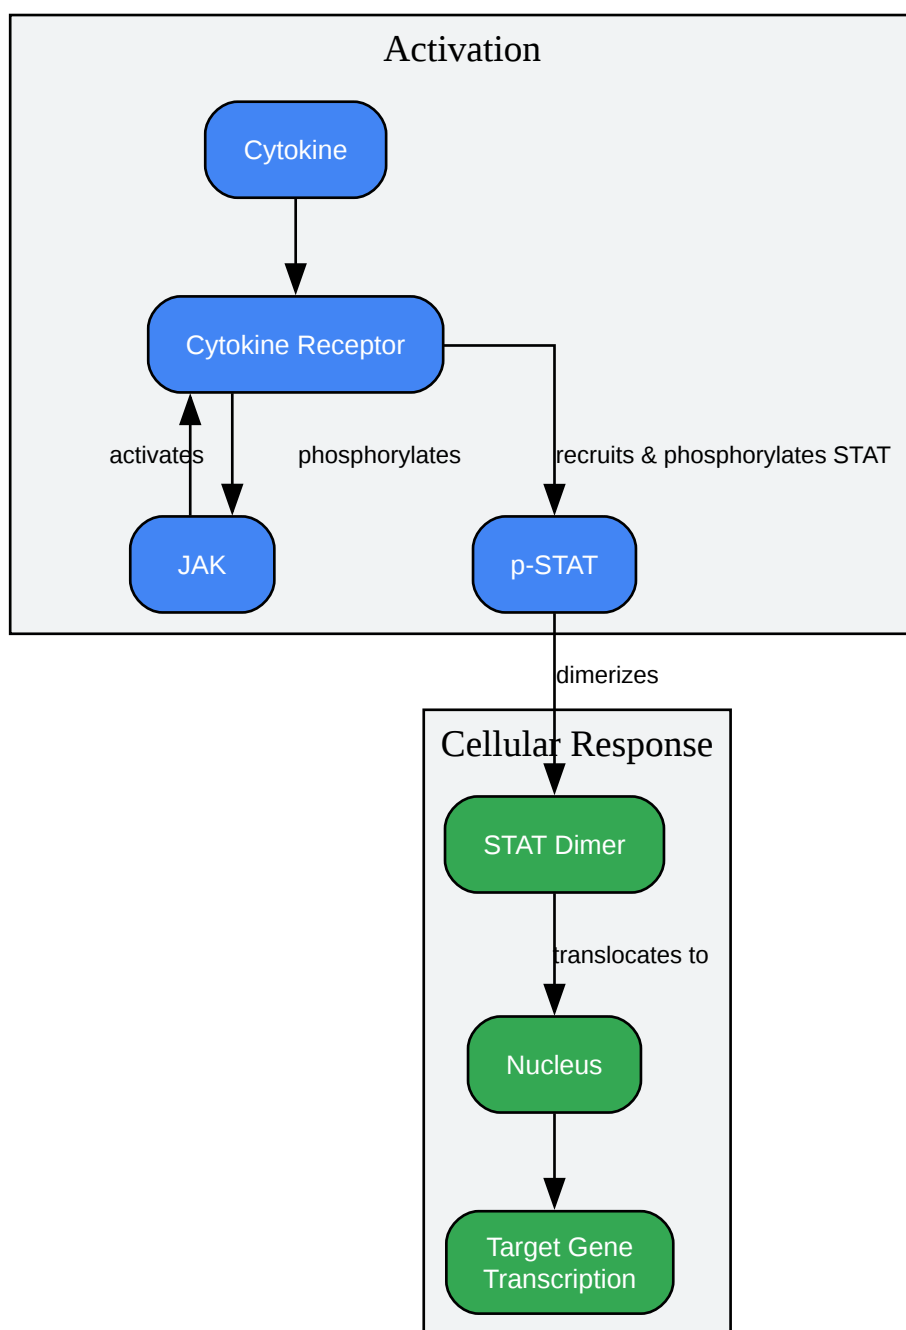 Activation
Cytokine
Cytokine Receptor
activates
phosphorylates
recruits & phosphorylates STAT
JAK
p-STAT
dimerizes
Cellular Response
STAT Dimer
translocates to
Nucleus
Target Gene
Transcription